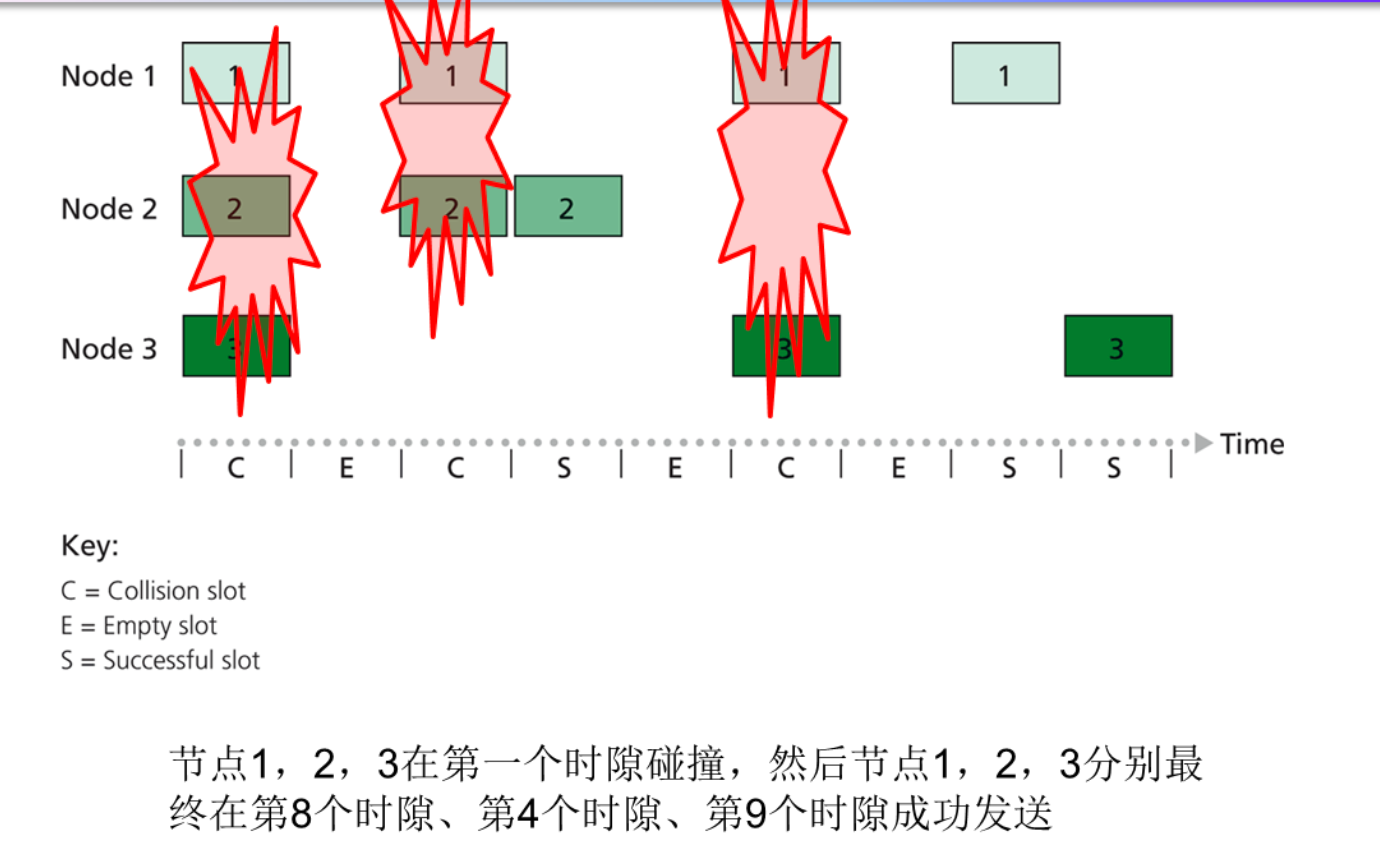 Node 1 1 1 1 1
Node 2 2 2 2
Node 3 3 3 3
Time
C E C S E C E S S
Key:
C = Collision slot
E = Empty slot
S = Successful slot
节点1，2，3在第一个时隙碰撞，然后节点1，2，3分别最
终在第8个时隙、第4个时隙、第9个时隙成功发送